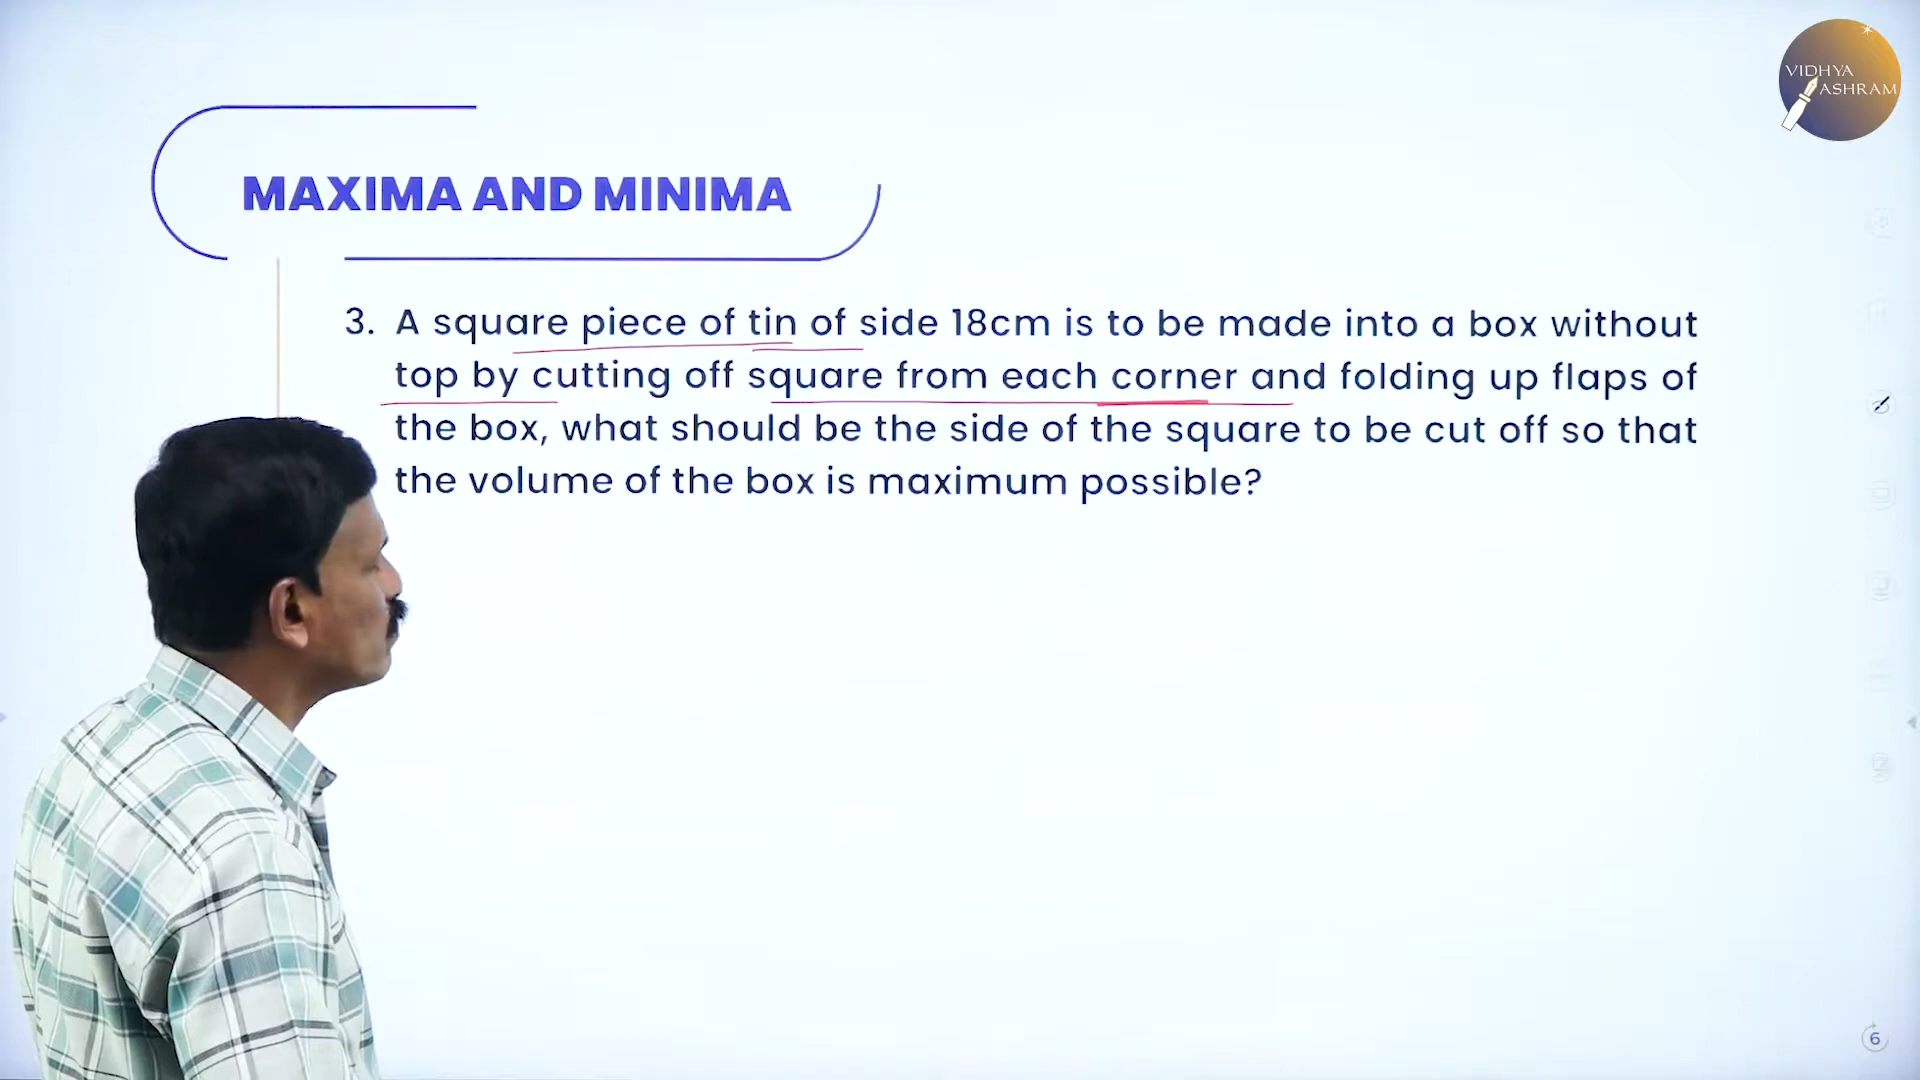 VIDHYA
ASHRAM
MAXIMA AND MINIMA
3. A square piece of tin of side 18cm is to be made into a box without
top by cutting off square from each corner and folding up flaps of
the box, what should be the side of the square to be cut off so that
the volume of the box is maximum possible?
6